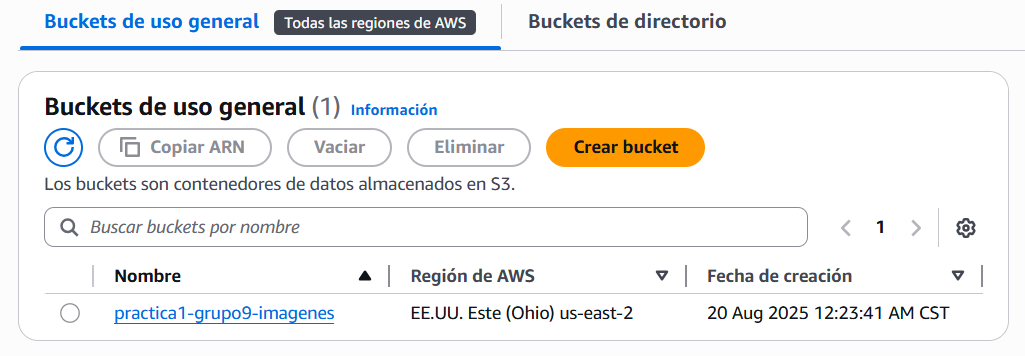 Buckets de uso general Todas las regiones de AWS Buckets de directorio
Buckets de uso general (1) Información
Copiar ARN Vaciar Eliminar Crear bucket
Los buckets son contenedores de datos almacenados en S3.
Buscar buckets por nombre 1
Nombre Región de AWS Fecha de creación
practica1-grupo9-imagenes EE.UU. Este (Ohio) us-east-2 20 Aug 2025 12:23:41 AM CST